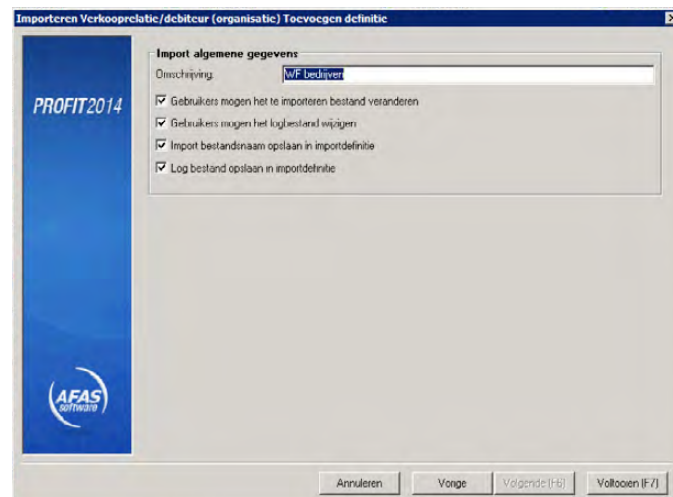 Importeren Verkooprelatie/debiteur (organisatie) Toevoegen definitie
PROFIT2014
Import algemene gegevens
Omschrijving:
WF bedrijven
Gebruikers mogen het te importeren bestand veranderen
Gebruikers mogen het logbestand wijzigen
Import bestandsnaam opslaan in importdefinitie
Log bestand opslaan in importdefinitie
AFAS
software
Annuleren
Vorige
Volgende (F6)
Voltooien (F7)